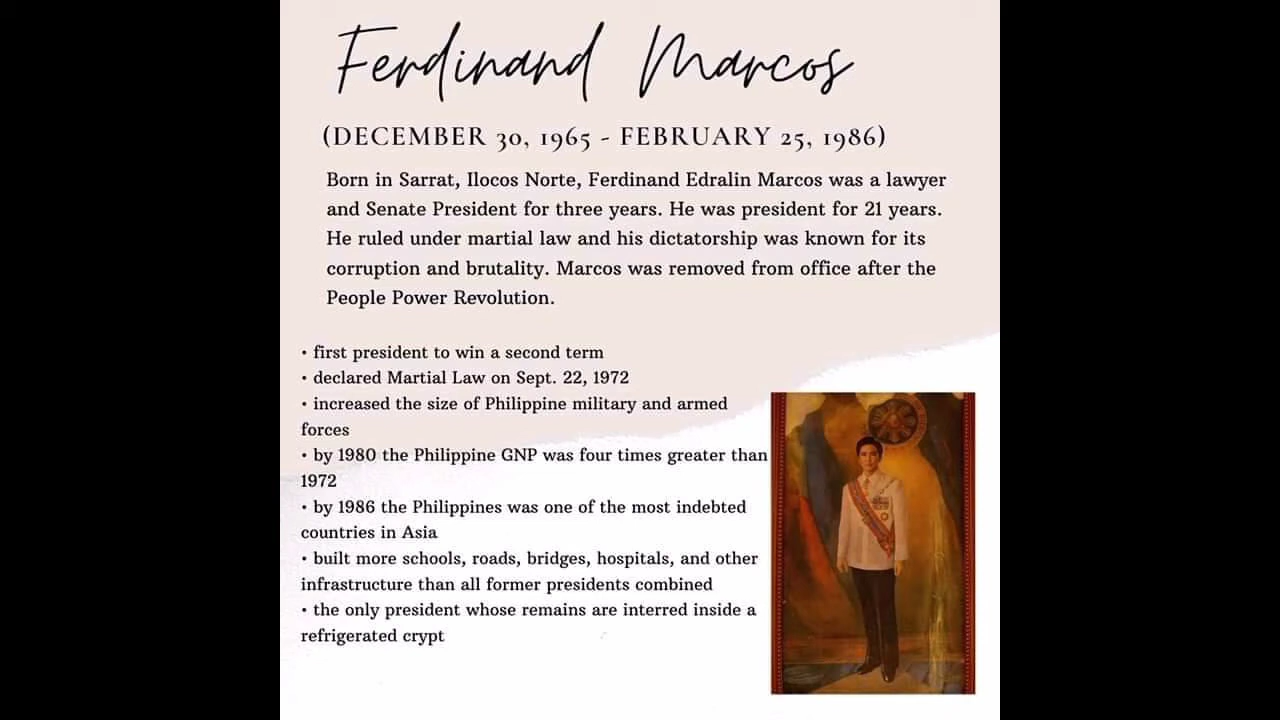 Ferdinand Marcos
(DECEMBER 30, 1965 - FEBRUARY 25, 1986)
Born in Sarrat, Ilocos Norte, Ferdinand Edralin Marcos was a lawyer
and Senate President for three years. He was president for 21 years.
He ruled under martial law and his dictatorship was known for its
corruption and brutality. Marcos was removed from office after the
People Power Revolution.
• first president to win a second term
• declared Martial Law on Sept. 22, 1972
• increased the size of Philippine military and armed
forces
• by 1980 the Philippine GNP was four times greater than
1972
• by 1986 the Philippines was one of the most indebted
countries in Asia
• built more schools, roads, bridges, hospitals, and other
infrastructure than all former presidents combined
• the only president whose remains are interred inside a
refrigerated crypt